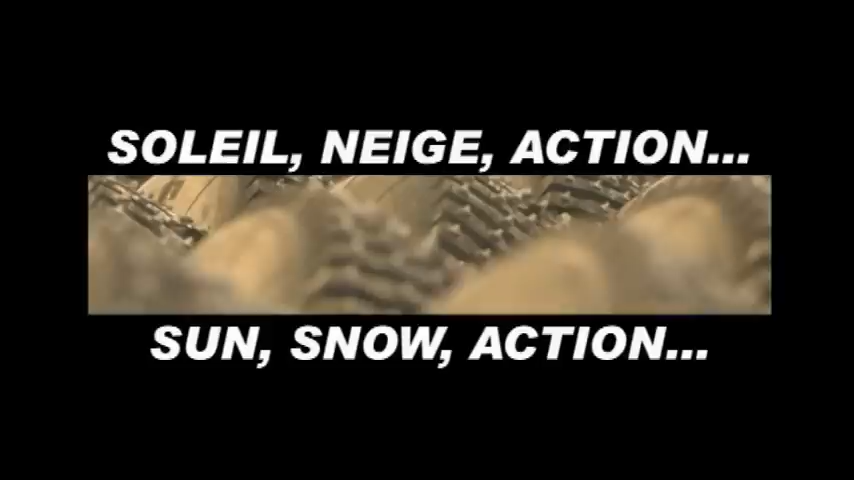 SOLEIL, NEIGE, ACTION...
SUN, SNOW, ACTION...